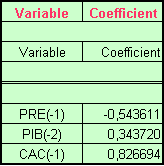 Variable Coefficient
Variable Coefficient
PRE(-1) -0,543611
PIB(-2) 0,343720
CAC(-1) 0,826694